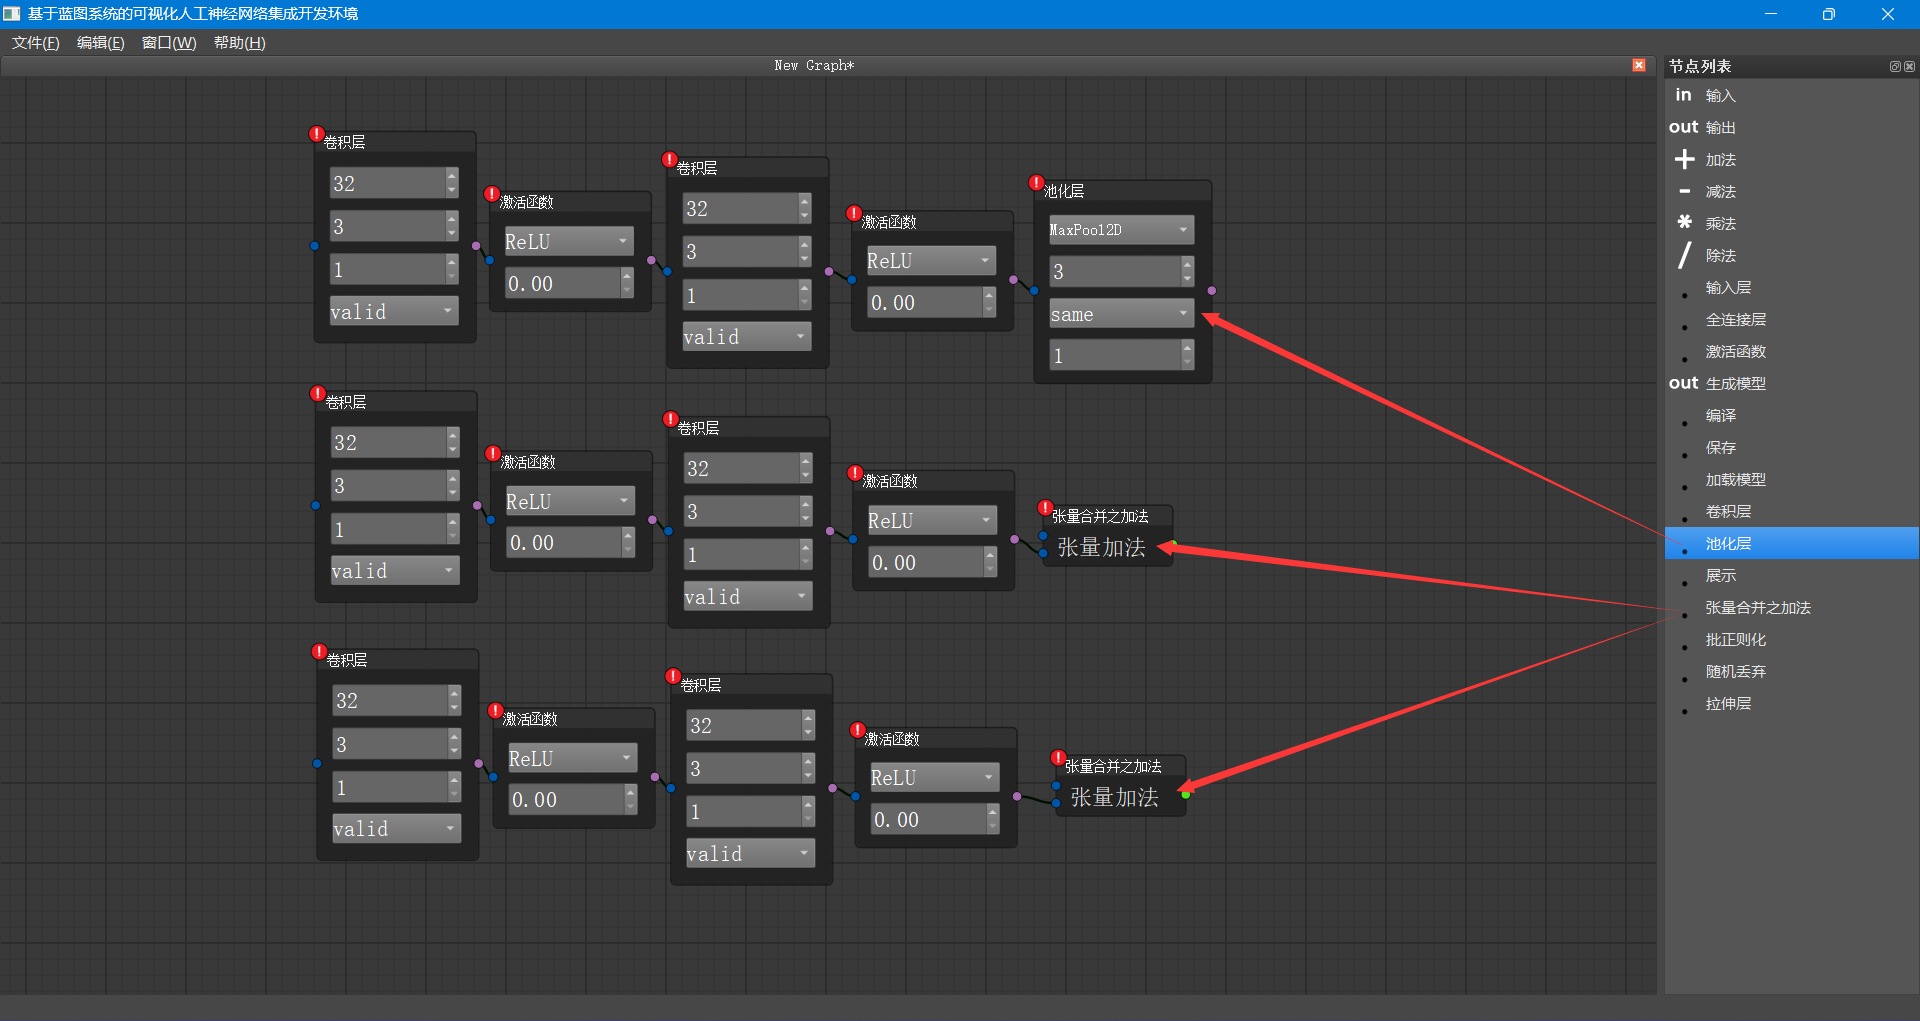 基于蓝图系统的可视化人工神经网络集成开发环境
文件(F) 编辑(E) 窗口(W) 帮助(H)
New Graph*
卷积层
32
3
1
valid
激活函数
ReLU
0.00
卷积层
32
3
1
valid
激活函数
ReLU
0.00
池化层
MaxPool2D
3
same
1
卷积层
32
3
1
valid
激活函数
ReLU
0.00
卷积层
32
3
1
valid
激活函数
ReLU
0.00
张量合并之加法
张量加法
卷积层
32
3
1
valid
激活函数
ReLU
0.00
卷积层
32
3
1
valid
激活函数
ReLU
0.00
张量合并之加法
张量加法
节点列表
in 输入
out 输出
+ 加法
- 减法
* 乘法
/ 除法
输入层
全连接层
激活函数
out 生成模型
编译
保存
加载模型
卷积层
池化层
展示
张量合并之加法
批正则化
随机丢弃
拉伸层